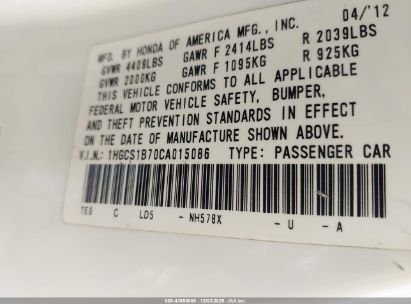 MFD. BY HONDA OF AMERICA MFG., INC. 04/'12
GVWR 4409LBS GAWR F 2414LBS R 2039LBS
GVWR 2000KG GAWR F 1095KG R 925KG
THIS VEHICLE CONFORMS TO ALL APPLICABLE
FEDERAL MOTOR VEHICLE SAFETY, BUMPER,
AND THEFT PREVENTION STANDARDS IN EFFECT
ON THE DATE OF MANUFACTURE SHOWN ABOVE.
V.I.N.: 1HGCS1B70CA015086 TYPE: PASSENGER CAR
TE0 C LD5 - NH578X - U - A